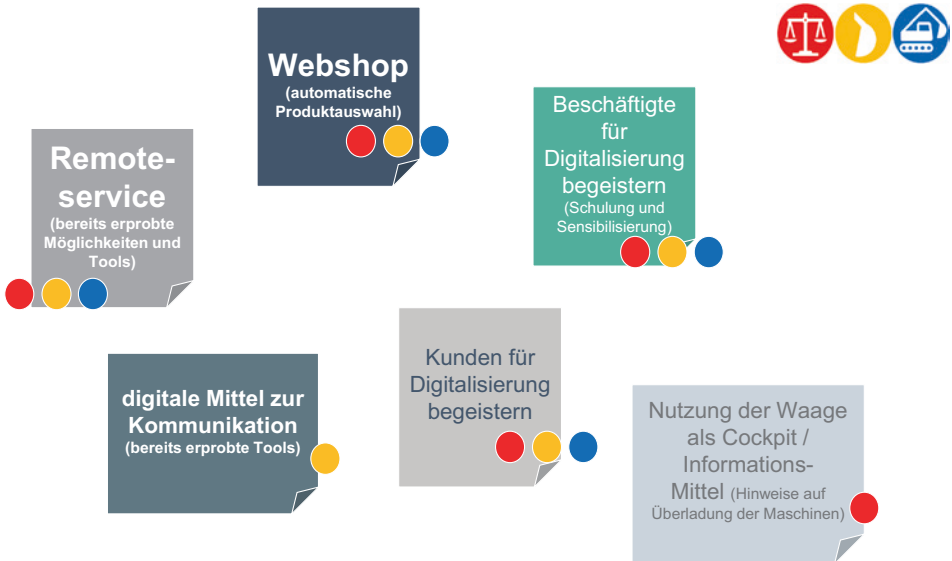 Webshop
(automatische
Produktauswahl)
Beschäftigte
für
Digitalisierung
begeistern
(Schulung und
Sensibilisierung)
Remote-
service
(bereits erprobte
Möglichkeiten und
Tools)
digitale Mittel zur
Kommunikation
(bereits erprobte Tools)
Kunden für
Digitalisierung
begeistern
Nutzung der Waage
als Cockpit /
Informations-
Mittel (Hinweise auf
Überladung der Maschinen)